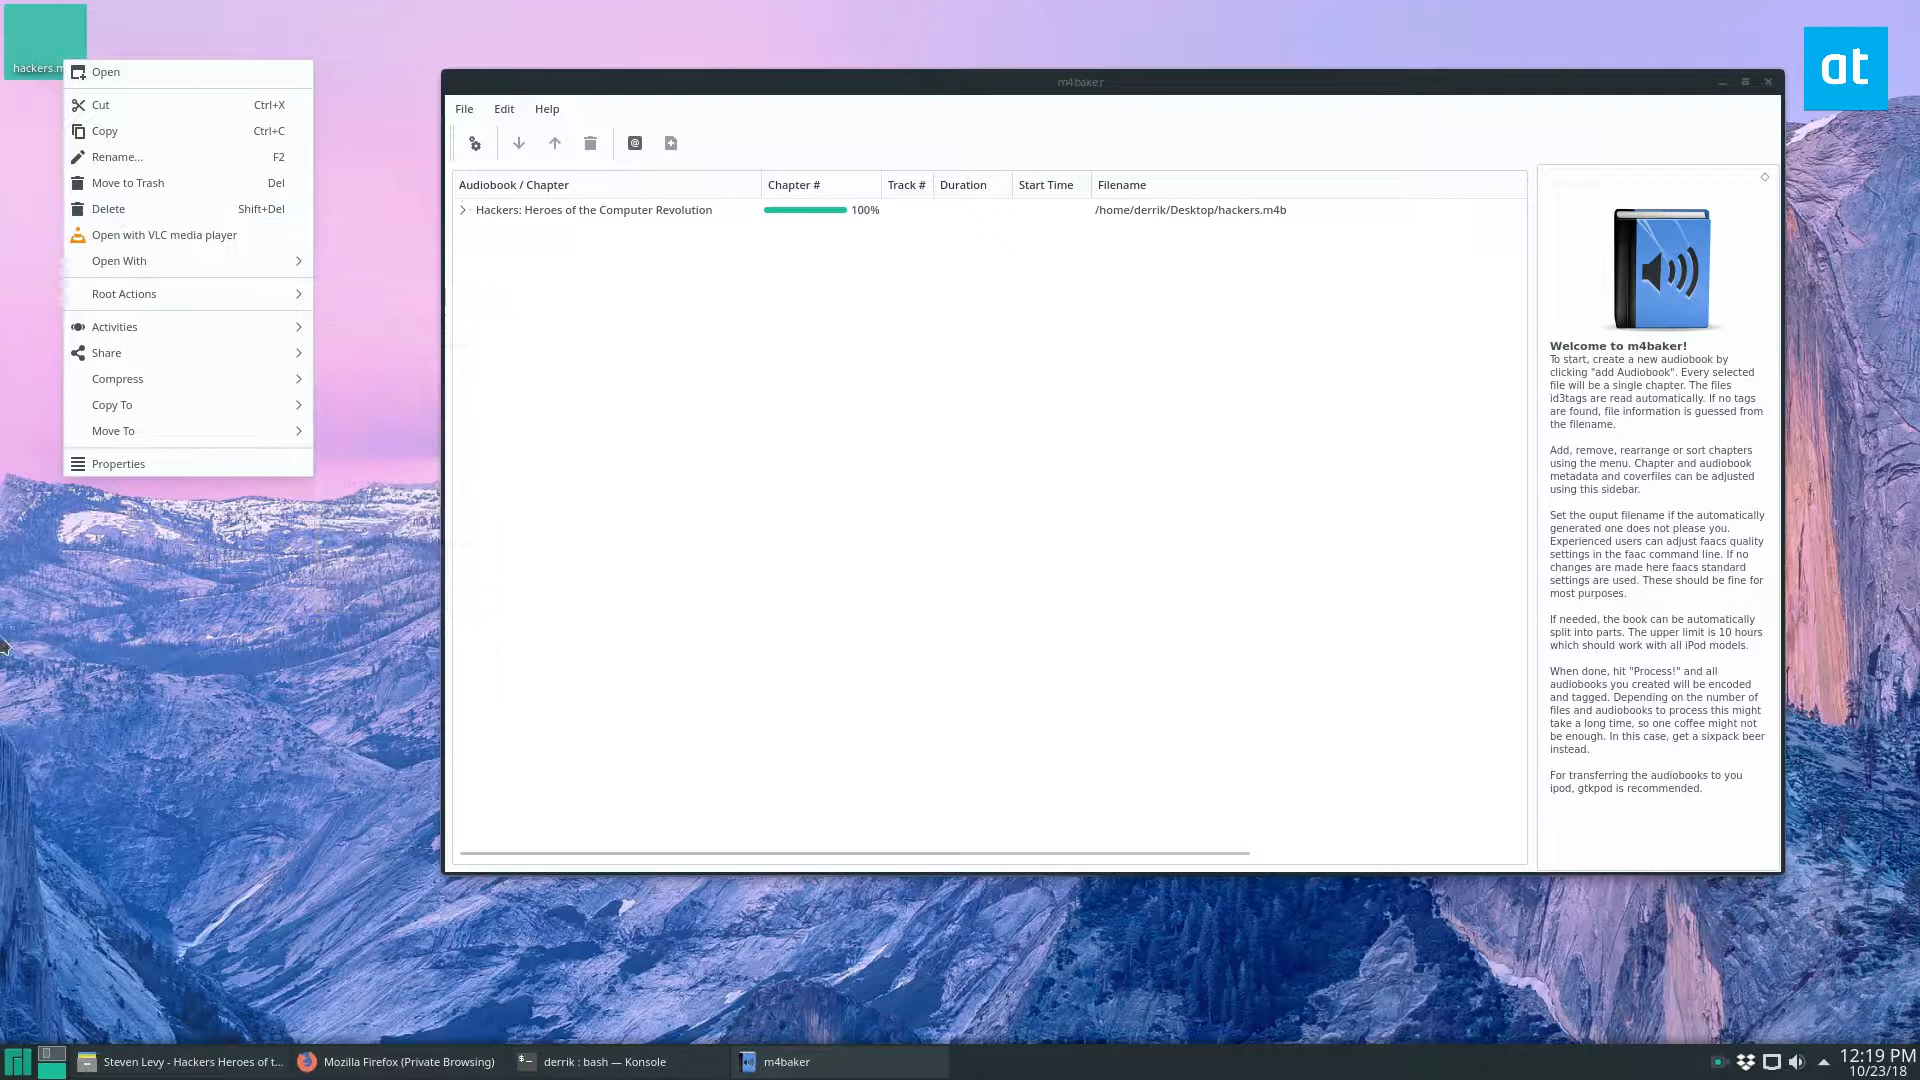 hackers.m
Open
Cut Ctrl+X
Copy Ctrl+C
Rename... F2
Move to Trash Del
Delete Shift+Del
Open with VLC media player
Open With
Root Actions
Activities
Share
Compress
Copy To
Move To
Properties
m4baker
File Edit Help
Audiobook / Chapter Chapter # Track # Duration Start Time Filename
Hackers: Heroes of the Computer Revolution 100% /home/derrik/Desktop/hackers.m4b
Welcome to m4baker!
To start, create a new audiobook by
clicking "add Audiobook". Every selected
file will be a single chapter. The files
id3tags are read automatically. If no tags
are found, file information is guessed from
the filename.
Add, remove, rearrange or sort chapters
using the menu. Chapter and audiobook
metadata and coverfiles can be adjusted
using this sidebar.
Set the ouput filename if the automatically
generated one does not please you.
Experienced users can adjust faacs quality
settings in the faac command line. If no
changes are made here faacs standard
settings are used. These should be fine for
most purposes.
If needed, the book can be automatically
split into parts. The upper limit is 10 hours
which should work with all iPod models.
When done, hit "Process!" and all
audiobooks you created will be encoded
and tagged. Depending on the number of
files and audiobooks to process this might
take a long time, so one coffee might not
be enough. In this case, get a sixpack beer
instead.
For transferring the audiobooks to you
ipod, gtkpod is recommended.
at
Steven Levy - Hackers Heroes of t... Mozilla Firefox (Private Browsing) derrik : bash — Konsole m4baker
12:19 PM
10/23/18